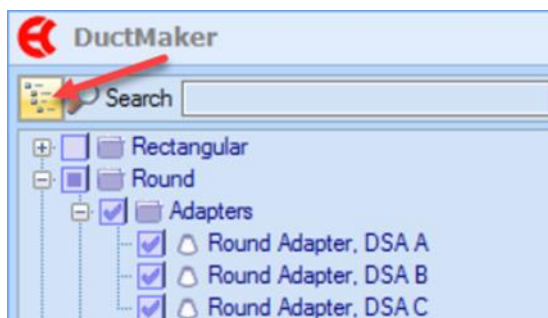 DuctMaker
Search
Rectangular
Round
Adapters
Round Adapter, DSA A
Round Adapter, DSA B
Round Adapter, DSA C